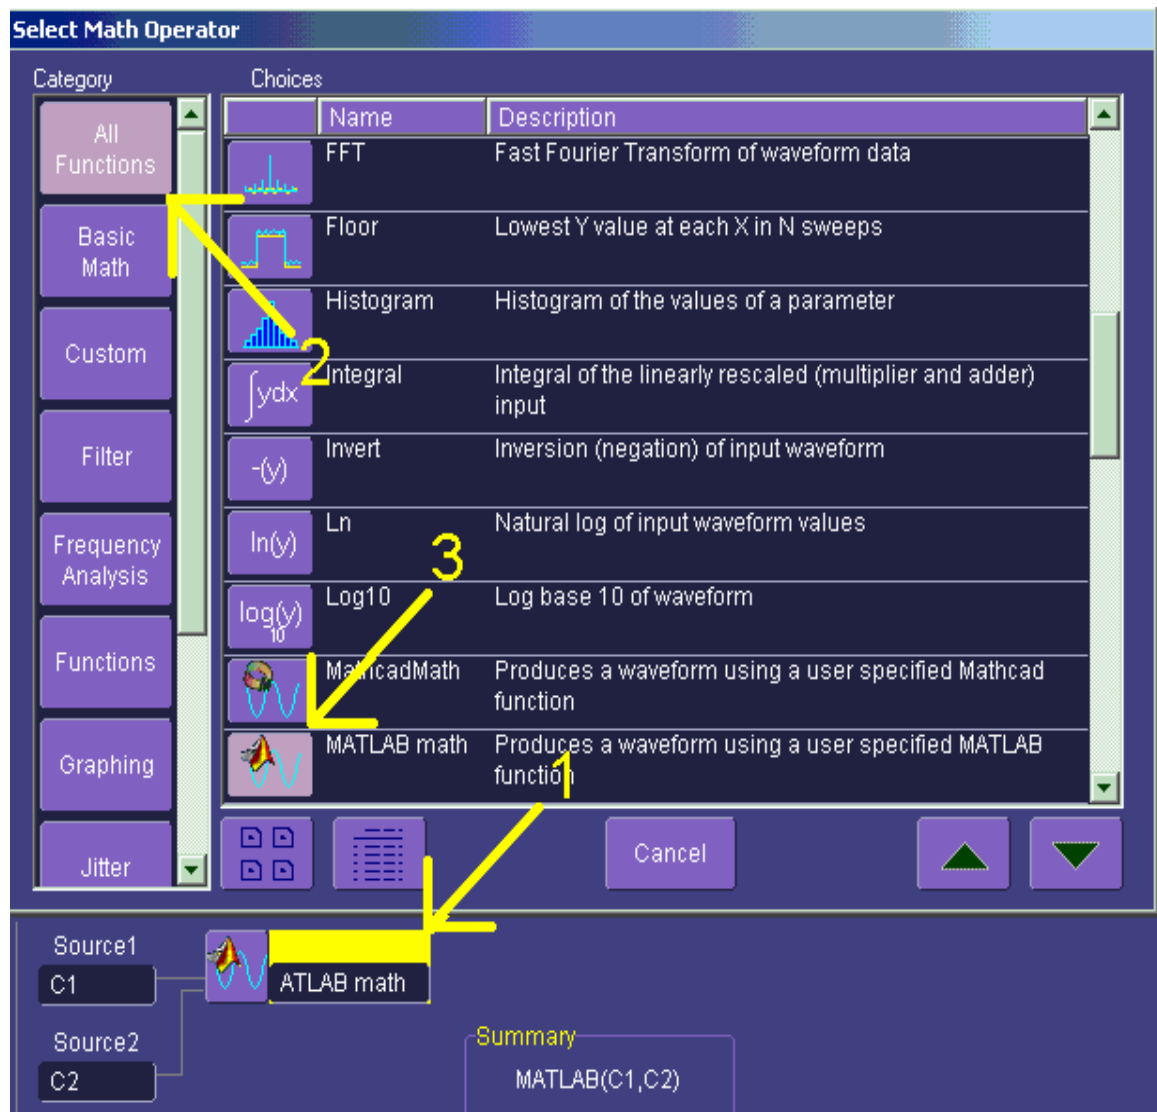 Select Math Operator
Category
Choices
All
Functions
Basic
Math
Custom
Filter
Frequency
Analysis
Functions
Graphing
Jitter
Name Description
FFT Fast Fourier Transform of waveform data
Floor Lowest Y value at each X in N sweeps
Histogram Histogram of the values of a parameter
2
∫ydx Integral Integral of the linearly rescaled (multiplier and adder)
input
-(y) Invert Inversion (negation) of input waveform
ln(y) Ln Natural log of input waveform values
3
log(y) Log10 Log base 10 of waveform
10
MathcadMath Produces a waveform using a user specified Mathcad
function
MATLAB math Produces a waveform using a user specified MATLAB
function
1
Cancel
Source1
C1
ATLAB math
Source2
C2
Summary
MATLAB(C1,C2)